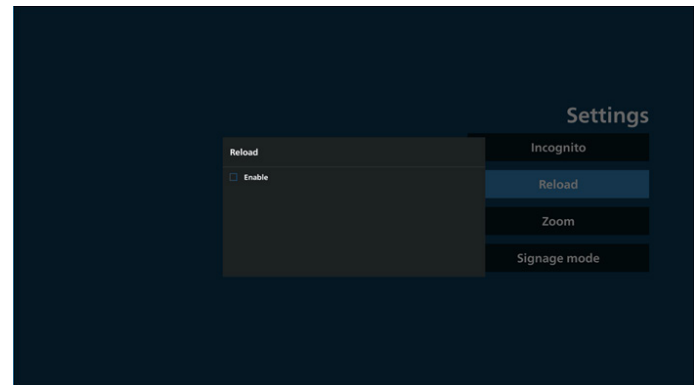 Settings
Incognito
Reload
Zoom
Signage mode
Reload
Enable